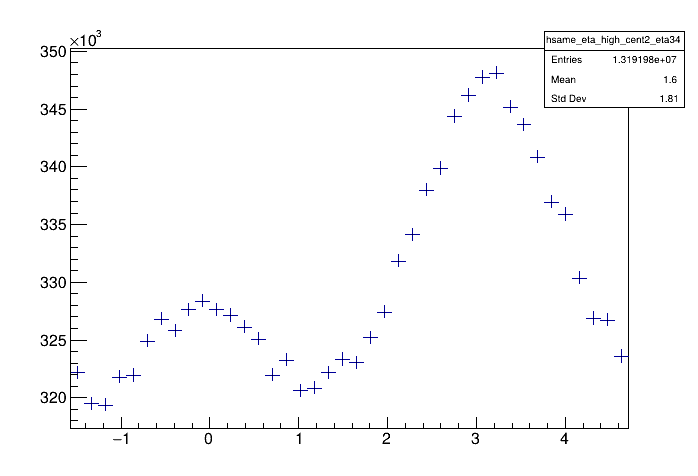 ×10³
hsame_eta_high_cent2_eta34
Entries 1.319198e+07
Mean 1.6
Std Dev 1.81
350
345
340
335
330
325
320
−1 0 1 2 3 4